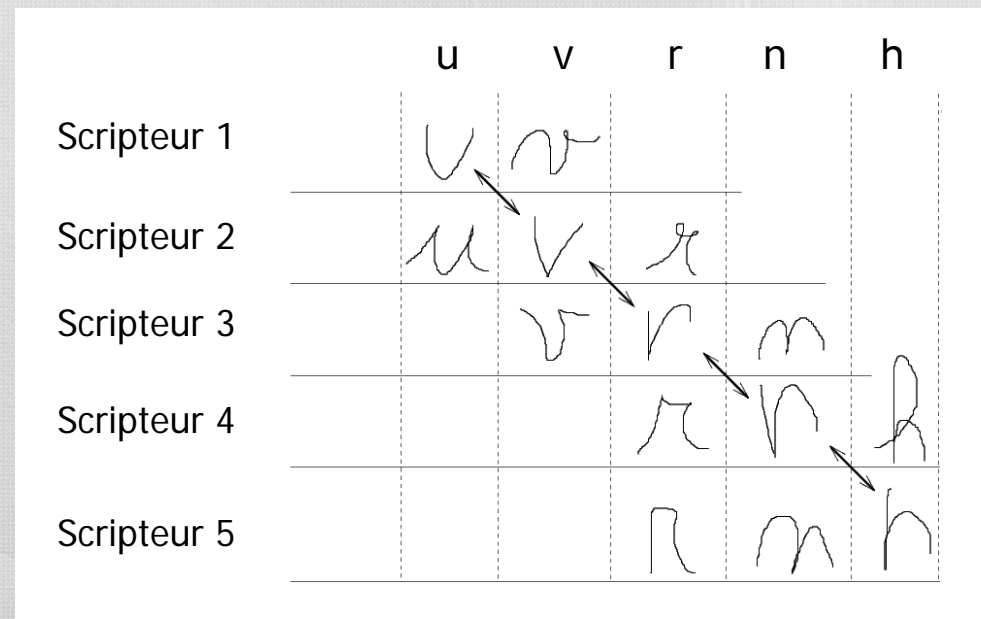 u v r n h
Scripteur 1 u v
Scripteur 2 u v r
Scripteur 3 v r n
Scripteur 4 r n h
Scripteur 5 r n h